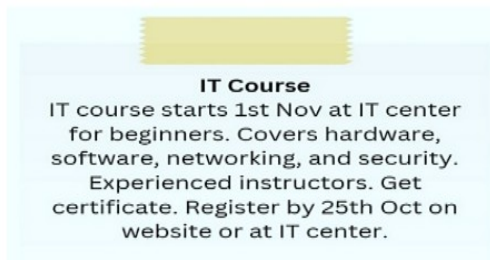 IT Course
IT course starts 1st Nov at IT center
for beginners. Covers hardware,
software, networking, and security.
Experienced instructors. Get
certificate. Register by 25th Oct on
website or at IT center.